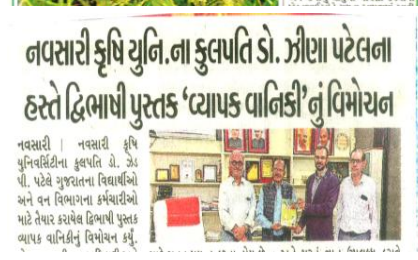 નવસારી કૃષિ યુનિ.ના કુલપતિ ડો. ઝીણા પટેલના
હસ્તે દ્વિભાષી પુસ્તક ‘વ્યાપક વાનિકી’નું વિમોચન
નવસારી | નવસારી કૃષિ
યુનિવર્સિટીના કુલપતિ ડો. ઝેડ
પી. પટેલે ગુજરાતના વિદ્યાર્થીઓ
અને વન વિભાગના કર્મચારીઓ
માટે તૈયાર કરાયેલ દ્વિભાષી પુસ્તક
વ્યાપક વાનિકીનું વિમોચન કર્યું.